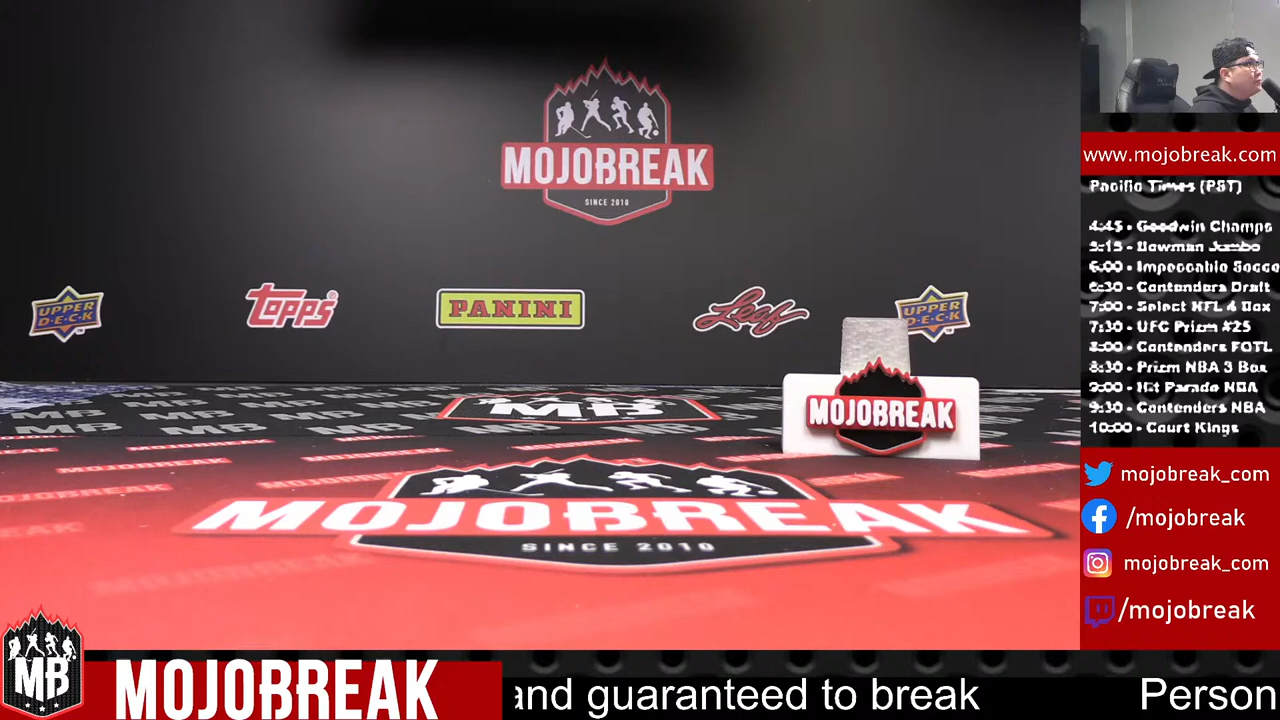 MOJOBREAK
SINCE 2010
UPPER DECK
TOPPS
PANINI
Leaf
UPPER DECK
MB
MB
MB
MOJOBREAK
MOJOBREAK
SINCE 2010
www.mojobreak.com
Pacific Times (PST)
4:45 - Goodwin Champs
5:15 - Bowman Jumbo
6:00 - Impeccable Socce
6:30 - Contenders Draft
7:00 - Select NFL 4 Box
7:30 - UFC Prizm #25
8:00 - Contenders FOTL
8:30 - Prizm NBA 3 Box
9:00 - Hit Parade NBA
9:30 - Contenders NBA
10:00 - Court Kings
mojobreak_com
/mojobreak
mojobreak_com
/mojobreak
MB
MOJOBREAK
and guaranteed to break
Person